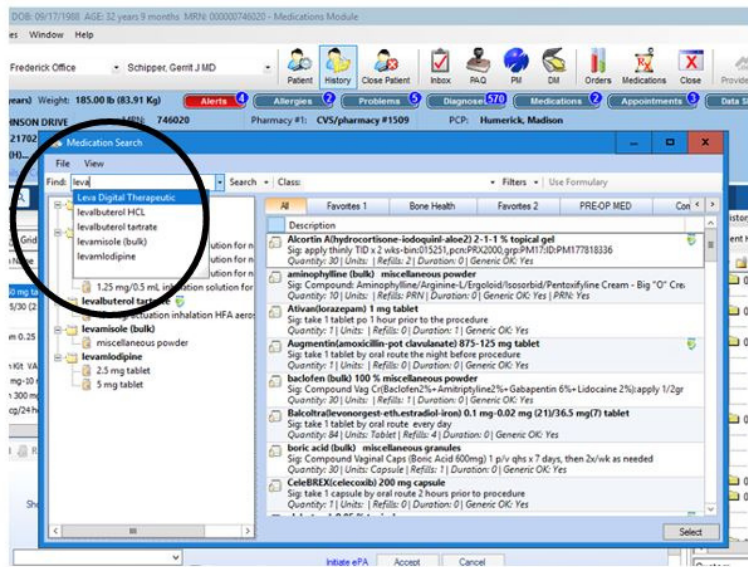 DOB: 09/17/1988 AGE: 32 years 9 months MRN: 000000746020 - Medications Module
es Window Help
Frederick Office Schipper, Gerrit J MD
Patient History Close Patient Inbox PAQ PM DM Orders Medications Close Provide
years) Weight: 185.00 lb (83.91 Kg) Alerts 4 Allergies 2 Problems 5 Diagnose 570 Medications 2 Appointments 3 Data S
NSON DRIVE MRN: 746020 Pharmacy #1: CVS/pharmacy #1509 PCP: Humerick, Madison
21702
(H)...
Medication Search
File View
Find: leva Search Class: Filters Use Formulary
Leva Digital Therapeutic
levalbuterol HCL
levalbuterol tartrate
levamisole (bulk)
levamlodipine
ution for n
ution for n
ution for n
1.25 mg/0.5 mL inhalation solution for
levalbuterol tartrate
actuation inhalation HFA aeros
levamisole (bulk)
miscellaneous powder
levamlodipine
2.5 mg tablet
5 mg tablet
All Favorites 1 Bone Health Favorites 2 PRE-OP MED Con
Description
Alcortin A(hydrocortisone-iodoquinl-aloe2) 2-1-1 % topical gel
Sig: apply thinly TID x 2 wks-bin:015251,pcn:PRX2000,grp:PM17:ID:PM177818336
Quantity: 30 | Units: | Refills: 2 | Duration: 0 | Generic OK: Yes
aminophylline (bulk) miscellaneous powder
Sig: Compound: Aminophylline/Arginine-L/Ergoloid/Isosorbid/Pentoxifyline Cream - Big "O" Cre
Quantity: 10 | Units: | Refills: PRN | Duration: 0 | Generic OK: Yes | PRN: Yes
Ativan(lorazepam) 1 mg tablet
Sig: take 1 tablet po 1 hour prior to the procedure
Quantity: 1 | Units: | Refills: 0 | Duration: 1 | Generic OK: Yes
Augmentin(amoxicillin-pot clavulanate) 875-125 mg tablet
Sig: take 1 tablet by oral route the night before procedure
Quantity: 1 | Units: | Refills: 0 | Duration: 0 | Generic OK: Yes
baclofen (bulk) 100 % miscellaneous powder
Sig: Compound Vag Cr(Baclofen2%+Amitriptyline2%+Gabapentin 6%+Lidocaine 2%):apply 1/2gr
Quantity: 30 | Units: | Refills: 1 | Duration: 0 | Generic OK: Yes
Balcoltra(levonorgest-eth.estradiol-iron) 0.1 mg-0.02 mg (21)/36.5 mg(7) tablet
Sig: take 1 tablet by oral route every day
Quantity: 84 | Units: Tablet | Refills: 4 | Duration: 0 | Generic OK: Yes
boric acid (bulk) miscellaneous granules
Sig: Compound Vaginal Caps (Boric Acid 600mg) 1 p/v qhs x 7 days, then 2x/wk as needed
Quantity: 30 | Units: Capsule | Refills: 1 | Duration: 0 | Generic OK: Yes
CeleBREX(celecoxib) 200 mg capsule
Sig: take 1 capsule by oral route 2 hours prior to procedure
Quantity: 1 | Units: | Refills: 0 | Duration: 0 | Generic OK: Yes
Select
Initiate ePA Accept Cancel